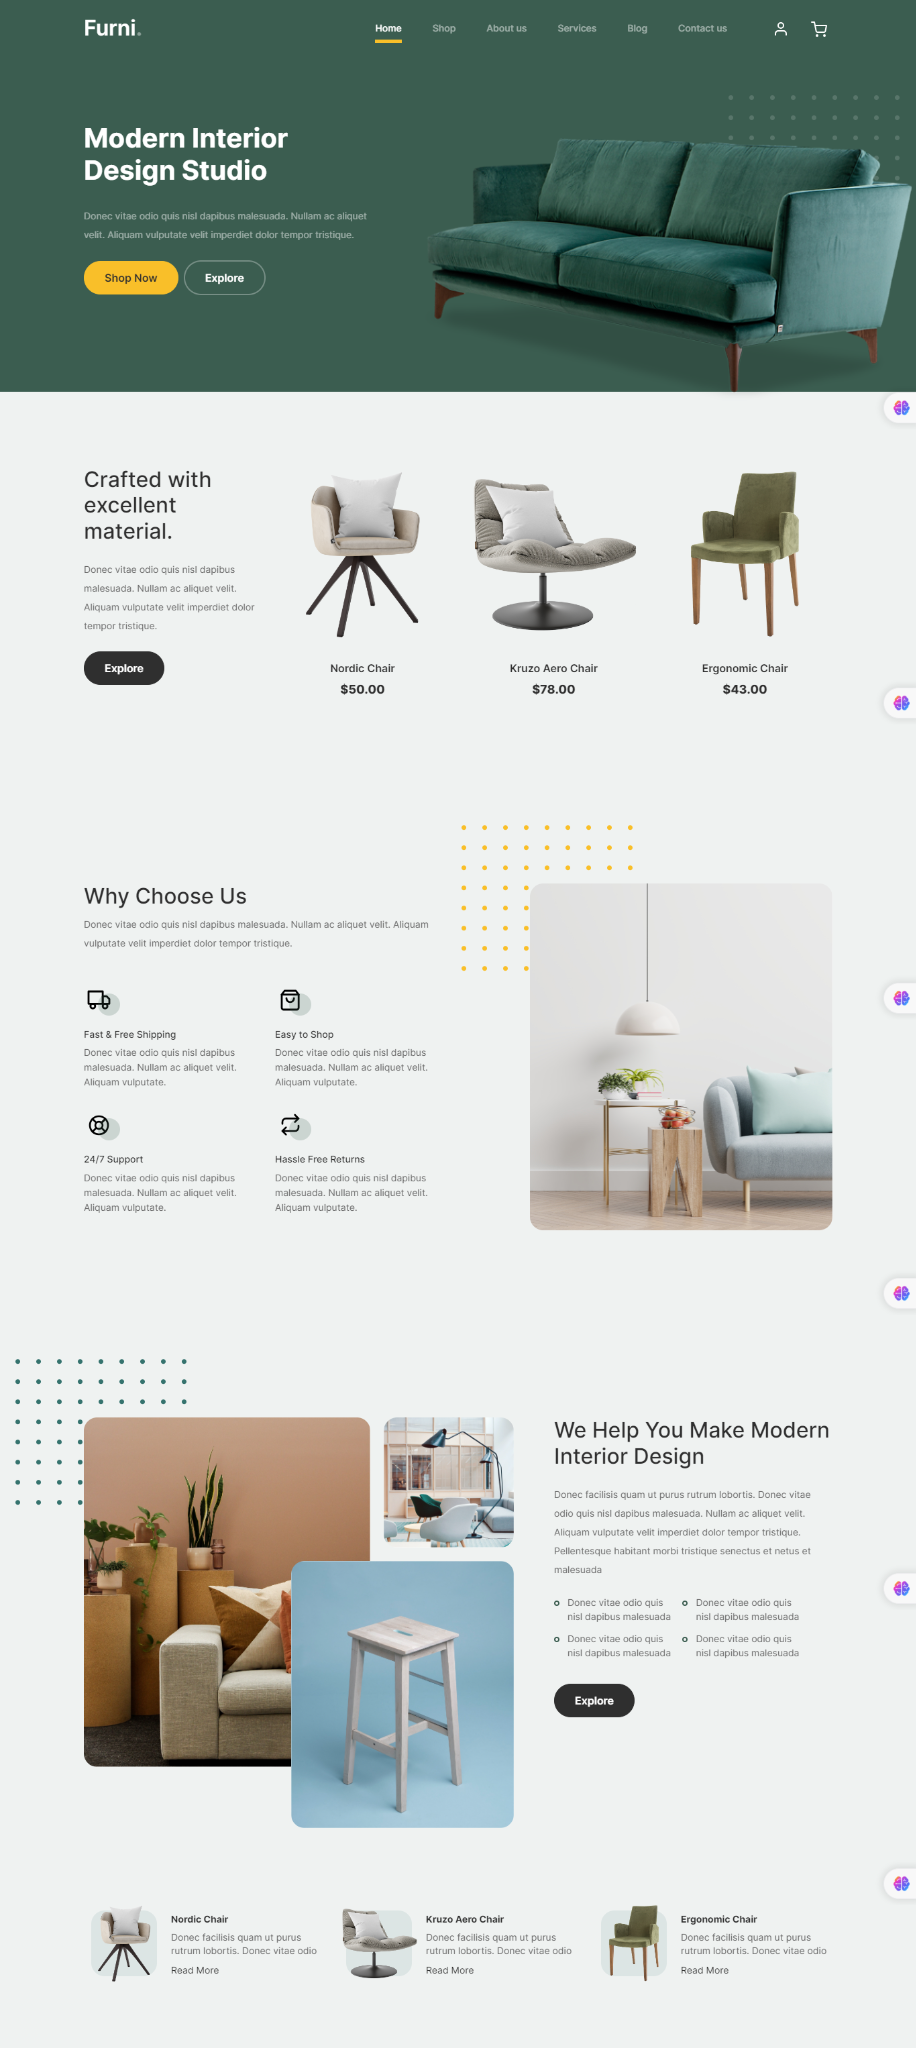 Furni.
Home Shop About us Services Blog Contact us
Modern Interior
Design Studio
Donec vitae odio quis nisl dapibus malesuada. Nullam ac aliquet
velit. Aliquam vulputate velit imperdiet dolor tempor tristique.
Shop Now Explore
Crafted with
excellent
material.
Donec vitae odio quis nisl dapibus
malesuada. Nullam ac aliquet velit.
Aliquam vulputate velit imperdiet dolor
tempor tristique.
Explore
Nordic Chair
$50.00
Kruzo Aero Chair
$78.00
Ergonomic Chair
$43.00
Why Choose Us
Donec vitae odio quis nisl dapibus malesuada. Nullam ac aliquet velit. Aliquam
vulputate velit imperdiet dolor tempor tristique.
Fast & Free Shipping
Donec vitae odio quis nisl dapibus
malesuada. Nullam ac aliquet velit.
Aliquam vulputate.
Easy to Shop
Donec vitae odio quis nisl dapibus
malesuada. Nullam ac aliquet velit.
Aliquam vulputate.
24/7 Support
Donec vitae odio quis nisl dapibus
malesuada. Nullam ac aliquet velit.
Aliquam vulputate.
Hassle Free Returns
Donec vitae odio quis nisl dapibus
malesuada. Nullam ac aliquet velit.
Aliquam vulputate.
We Help You Make Modern
Interior Design
Donec facilisis quam ut purus rutrum lobortis. Donec vitae
odio quis nisl dapibus malesuada. Nullam ac aliquet velit.
Aliquam vulputate velit imperdiet dolor tempor tristique.
Pellentesque habitant morbi tristique senectus et netus et
malesuada
Donec vitae odio quis
nisl dapibus malesuada
Donec vitae odio quis
nisl dapibus malesuada
Donec vitae odio quis
nisl dapibus malesuada
Donec vitae odio quis
nisl dapibus malesuada
Explore
Nordic Chair
Donec facilisis quam ut purus
rutrum lobortis. Donec vitae odio
Read More
Kruzo Aero Chair
Donec facilisis quam ut purus
rutrum lobortis. Donec vitae odio
Read More
Ergonomic Chair
Donec facilisis quam ut purus
rutrum lobortis. Donec vitae odio
Read More